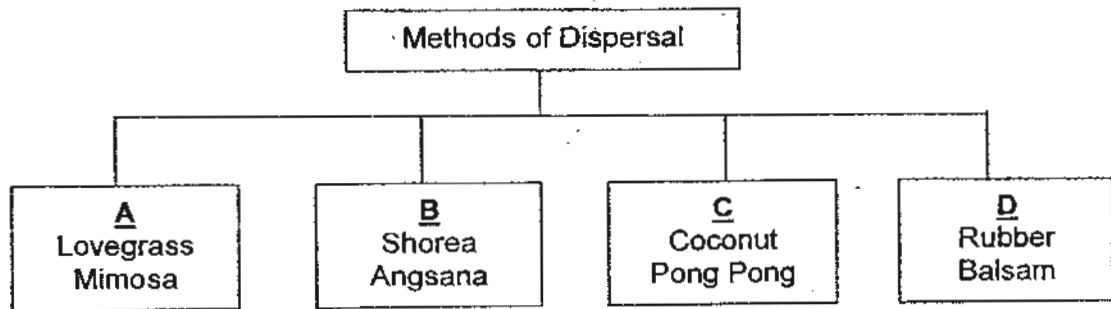 Methods of Dispersal
A
Lovegrass
Mimosa
B
Shorea
Angsana
C
Coconut
Pong Pong
D
Rubber
Balsam